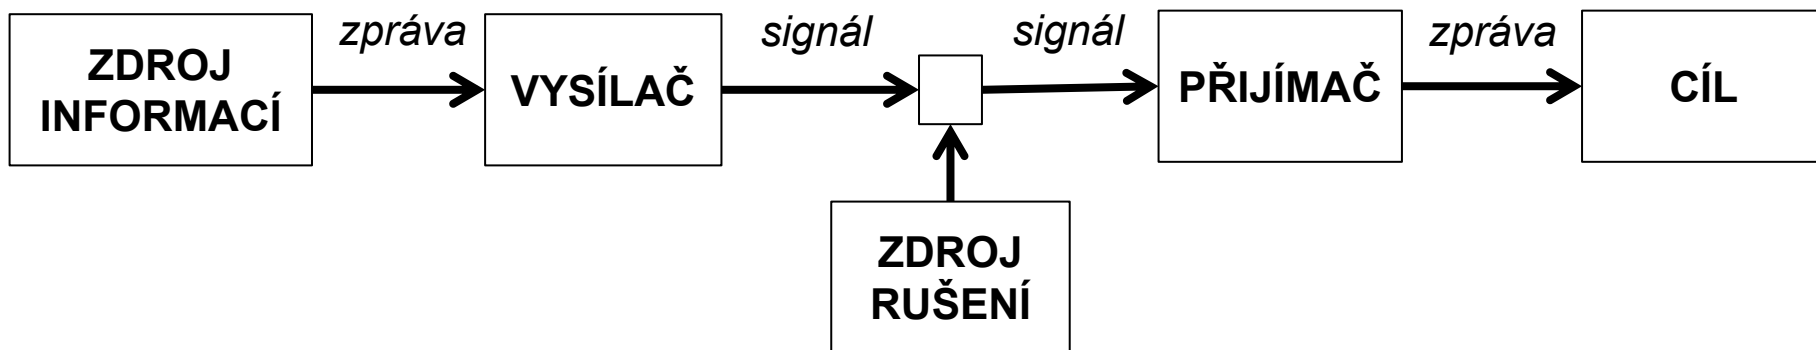 zpráva
signál
signál
zpráva
ZDROJ
INFORMACÍ
VYSÍLAČ
PŘIJÍMAČ
CÍL
ZDROJ
RUŠENÍ